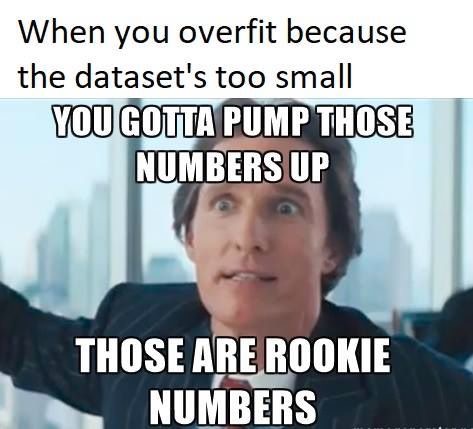 When you overfit because
the dataset's too small
YOU GOTTA PUMP THOSE
NUMBERS UP
THOSE ARE ROOKIE
NUMBERS